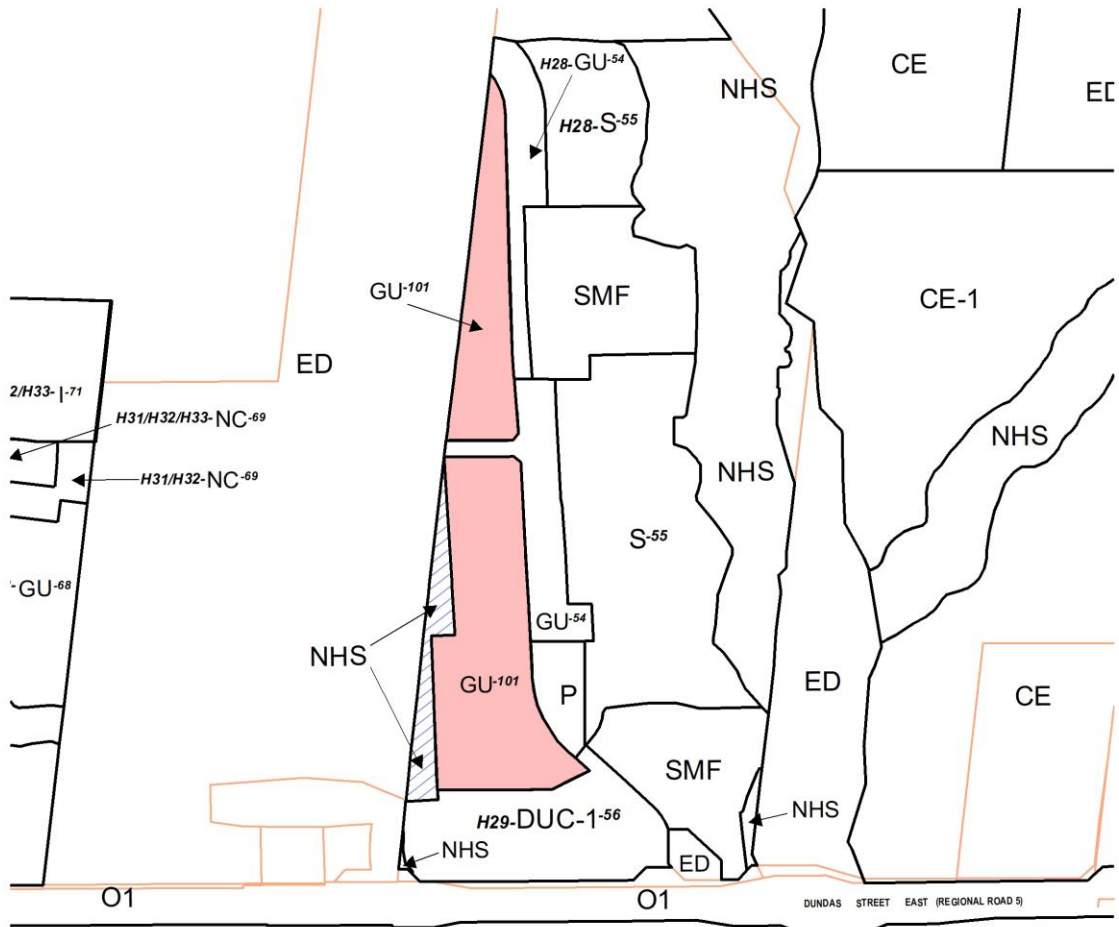 H28-GU-54
CE
NHS
ED
H28-S-55
GU-101
SMF
CE-1
ED
2/H33-I-71
H31/H32/H33-NC-69
NHS
H31/H32-NC-69
NHS
S-55
-GU-68
GU-54
NHS
GU-101
P
ED
CE
SMF
H29-DUC-1-56
NHS
NHS
ED
O1
O1
DUNDAS STREET EAST (REGIONAL ROAD 5)